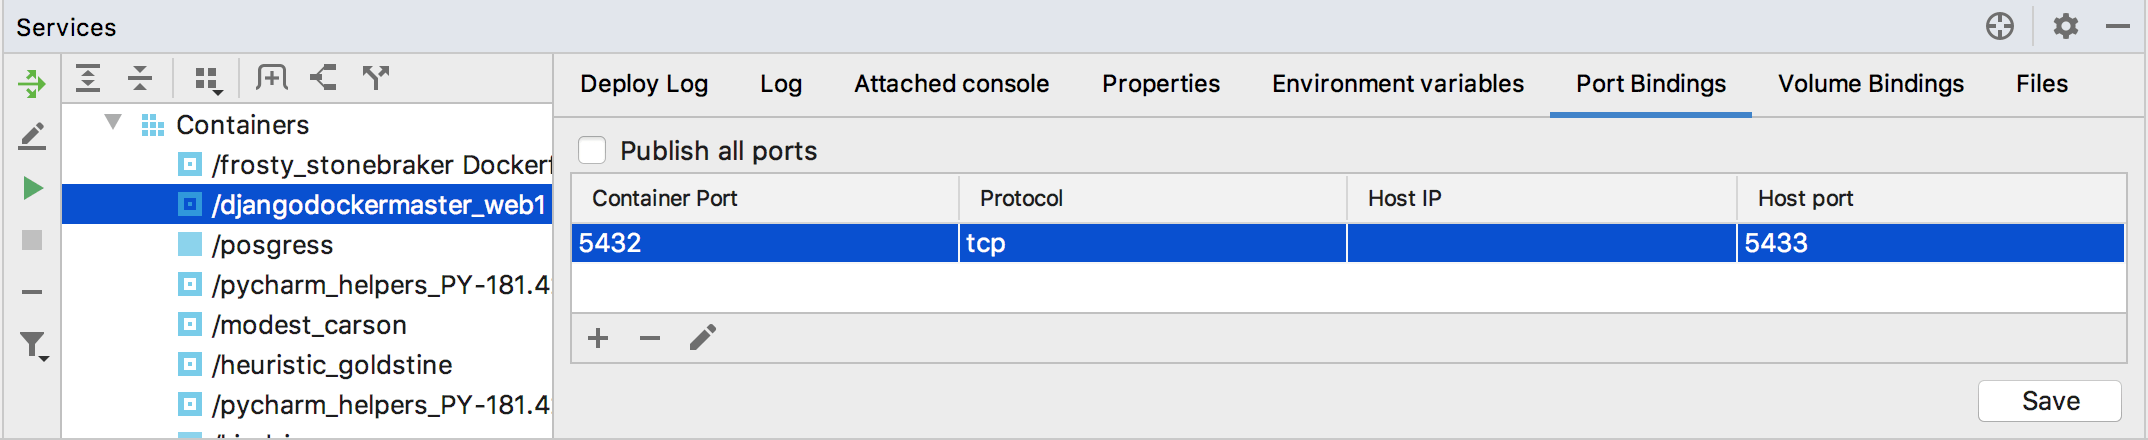 Services
Deploy Log Log Attached console Properties Environment variables Port Bindings Volume Bindings Files
Containers
/frosty_stonebraker
/djangodockermaster_web1
/posgress
/pycharm_helpers_PY-181.4
/modest_carson
/heuristic_goldstine
/pycharm_helpers_PY-181.4
Publish all ports
Container Port Protocol Host IP Host port
5432 tcp 5433
Save